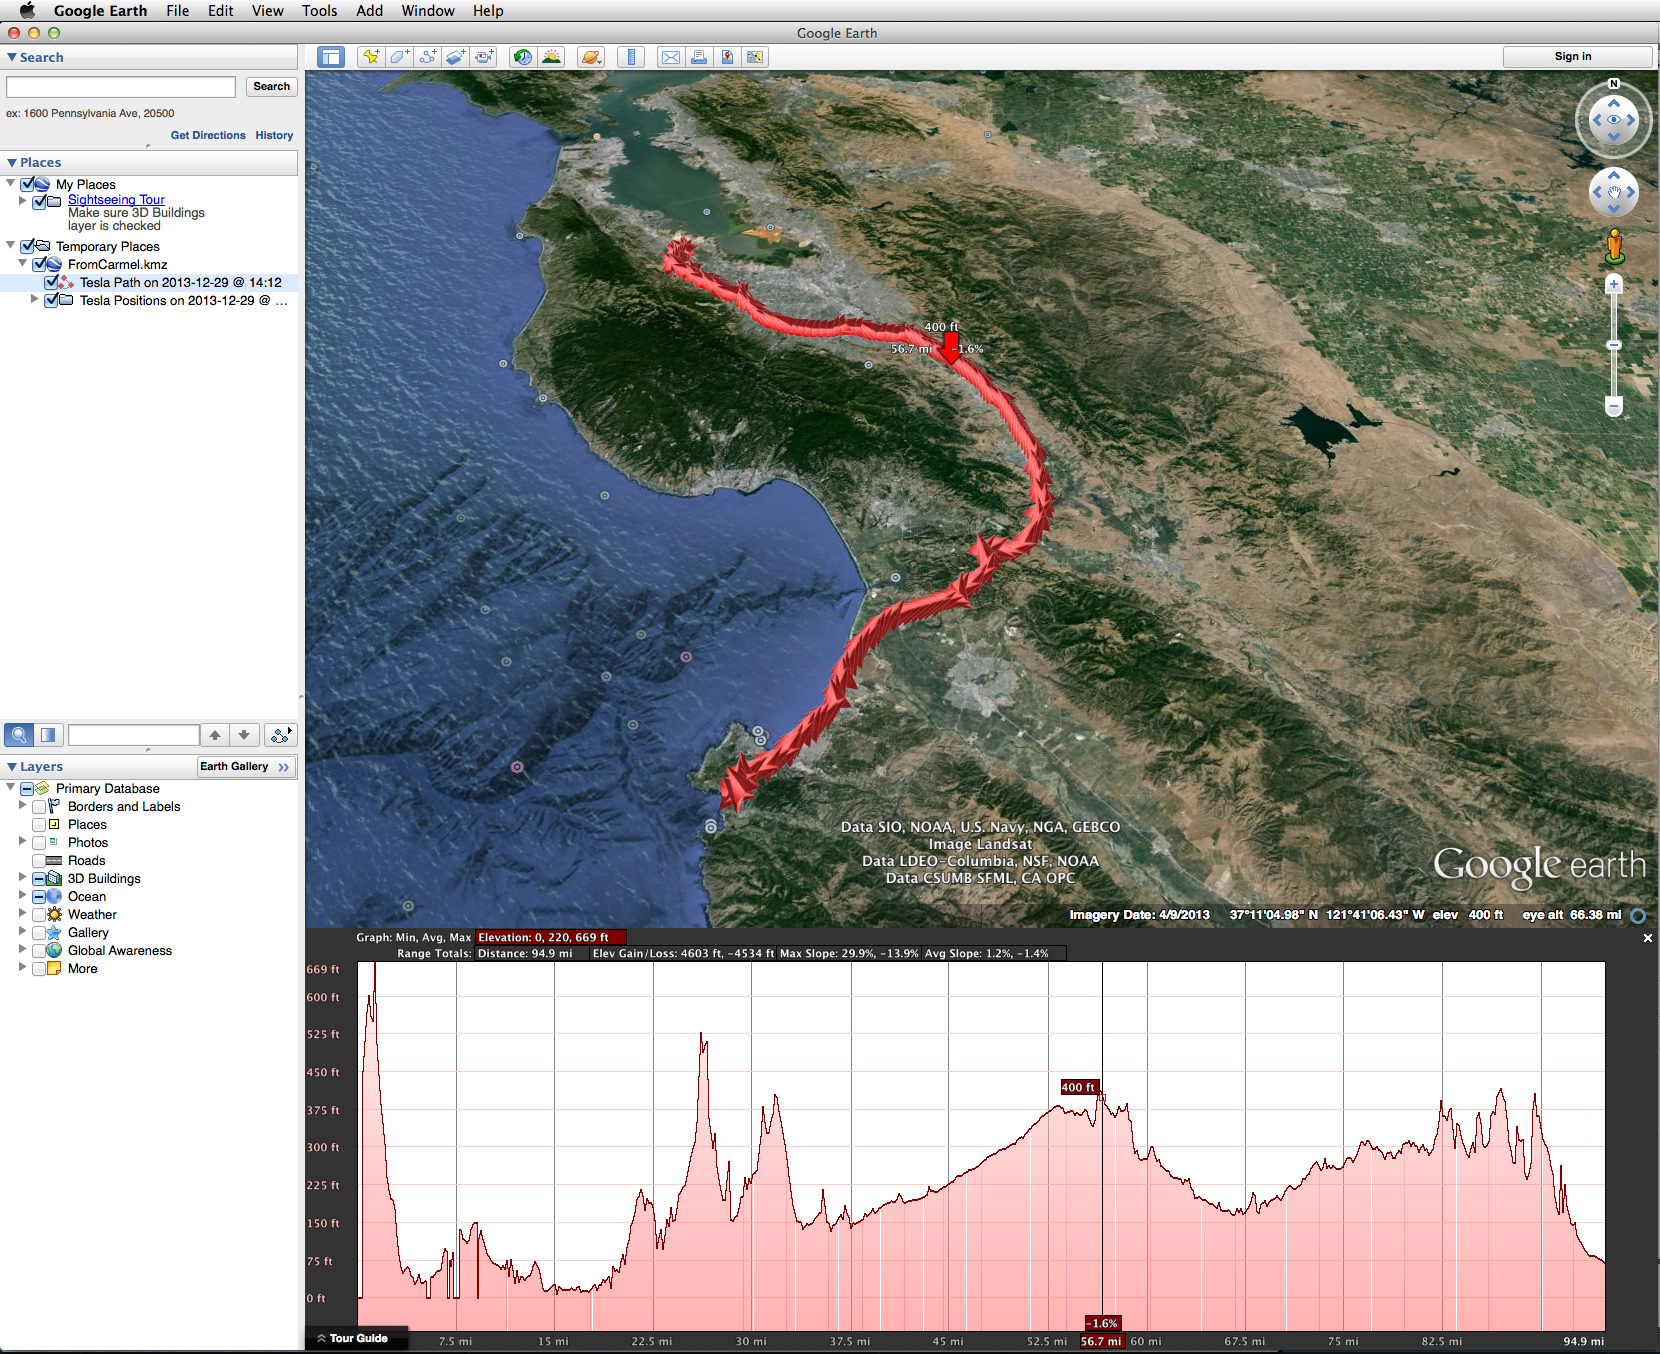 Google Earth File Edit View Tools Add Window Help
Google Earth
Search
Sign in
Search
ex: 1600 Pennsylvania Ave, 20500
Get Directions History
Places
My Places
Sightseeing Tour
Make sure 3D Buildings
layer is checked
Temporary Places
FromCarmel.kmz
Tesla Path on 2013-12-29 @ 14:12
Tesla Positions on 2013-12-29 @ ...
Layers
Earth Gallery >>
Primary Database
Borders and Labels
Places
Photos
Roads
3D Buildings
Ocean
Weather
Gallery
Global Awareness
More
N
400 ft
56.7 mi -1.6%
Data SIO, NOAA, U.S. Navy, NGA, GEBCO
Image Landsat
Data LDEO-Columbia, NSF, NOAA
Data CSUMB SFML, CA OPC
Google earth
Imagery Date: 4/9/2013 37°11'04.98" N 121°41'06.43" W elev 400 ft eye alt 66.38 mi
Graph: Min, Avg, Max Elevation: 0, 220, 669 ft
Range Totals: Distance: 94.9 mi Elev Gain/Loss: 4603 ft, -4534 ft Max Slope: 29.9%, -13.9% Avg Slope: 1.2%, -1.4%
669 ft
600 ft
525 ft
450 ft
400 ft
375 ft
300 ft
225 ft
150 ft
75 ft
0 ft
-1.6%
Tour Guide
7.5 mi 15 mi 22.5 mi 30 mi 37.5 mi 45 mi 52.5 mi 56.7 mi 60 mi 67.5 mi 75 mi 82.5 mi 94.9 mi